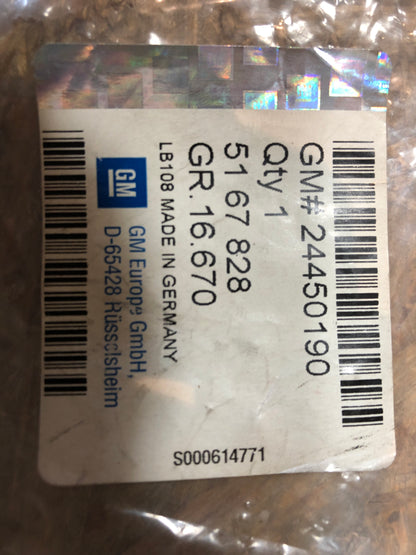 GM# 24450190
Qty 1
51 67 828
GR. 16.670
LB108 MADE IN GERMANY
GM
GM Europe GmbH,
D-65428 Rüsselsheim
S000614771